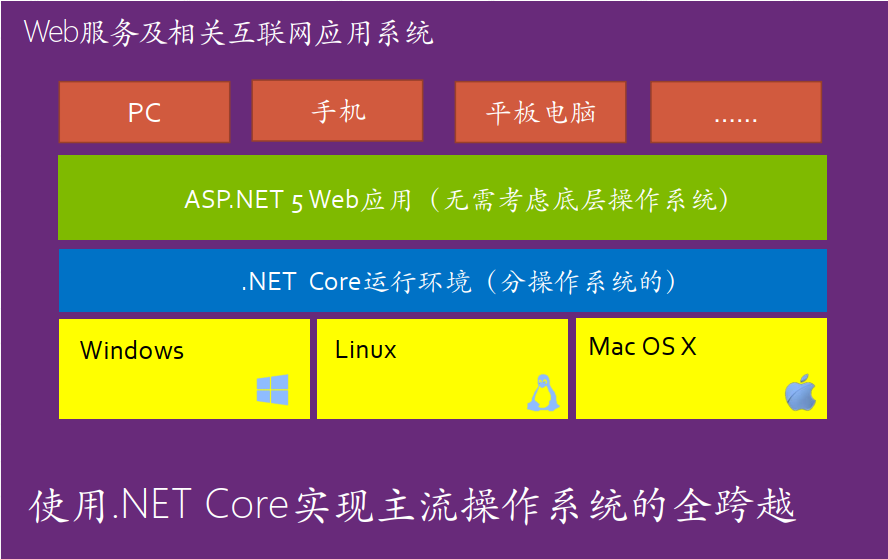 Web服务及相关互联网应用系统
PC
手机
平板电脑
......
ASP.NET 5 Web应用（无需考虑底层操作系统）
.NET Core运行环境（分操作系统的）
Windows
Linux
Mac OS X
使用.NET Core实现主流操作系统的全跨越